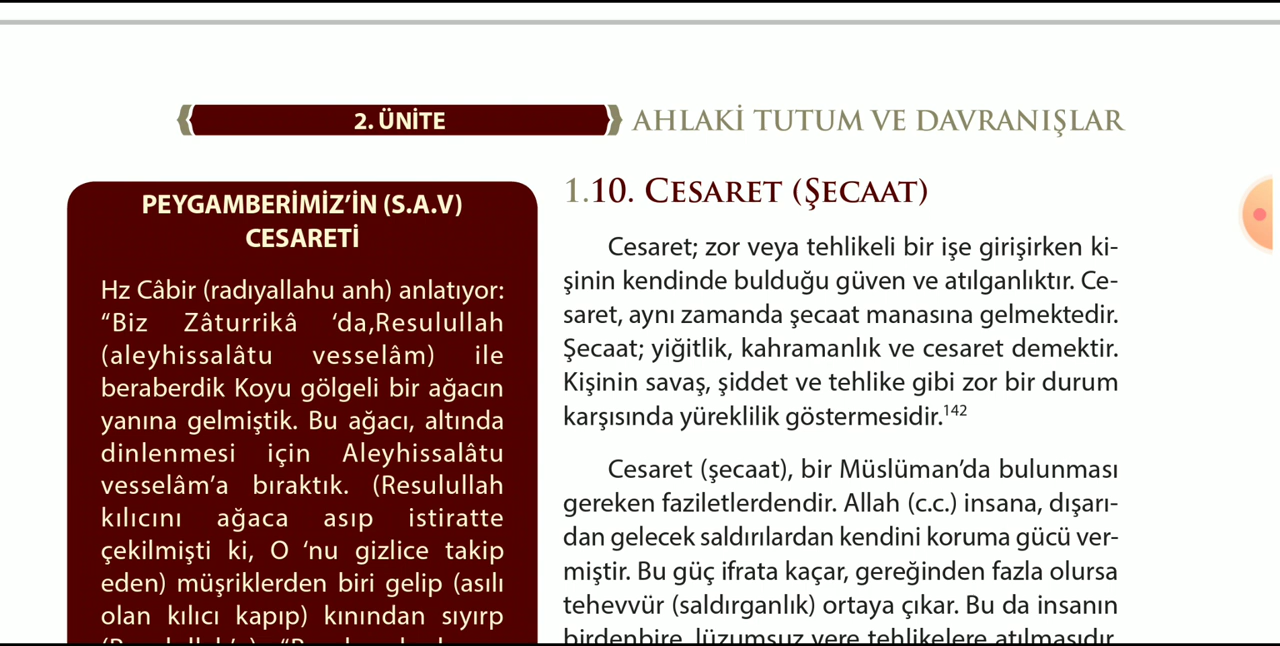 2. ÜNİTE
AHLAKİ TUTUM VE DAVRANIŞLAR
PEYGAMBERİMİZ’İN (S.A.V)
CESARETİ
Hz Câbir (radıyallahu anh) anlatıyor:
“Biz Zâturrikâ ‘da,Resulullah
(aleyhissalâtu vesselâm) ile
beraberdik Koyu gölgeli bir ağacın
yanına gelmiştik. Bu ağacı, altında
dinlenmesi için Aleyhissalâtu
vesselâm’a bıraktık. (Resulullah
kılıcını ağaca asıp istiratte
çekilmişti ki, O ‘nu gizlice takip
eden) müşriklerden biri gelip (asılı
olan kılıcı kapıp) kınından sıyırp
1.10. CESARET (ŞECAAT)
Cesaret; zor veya tehlikeli bir işe girişirken ki-
şinin kendinde bulduğu güven ve atılganlıktır. Ce-
saret, aynı zamanda şecaat manasına gelmektedir.
Şecaat; yiğitlik, kahramanlık ve cesaret demektir.
Kişinin savaş, şiddet ve tehlike gibi zor bir durum
karşısında yüreklilik göstermesidir.142
Cesaret (şecaat), bir Müslüman’da bulunması
gereken faziletlerdendir. Allah (c.c.) insana, dışarı-
dan gelecek saldırılardan kendini koruma gücü ver-
miştir. Bu güç ifrata kaçar, gereğinden fazla olursa
tehevvür (saldırganlık) ortaya çıkar. Bu da insanın
birdenbire, lüzumsuz yere tehlikelere atılmasıdır.